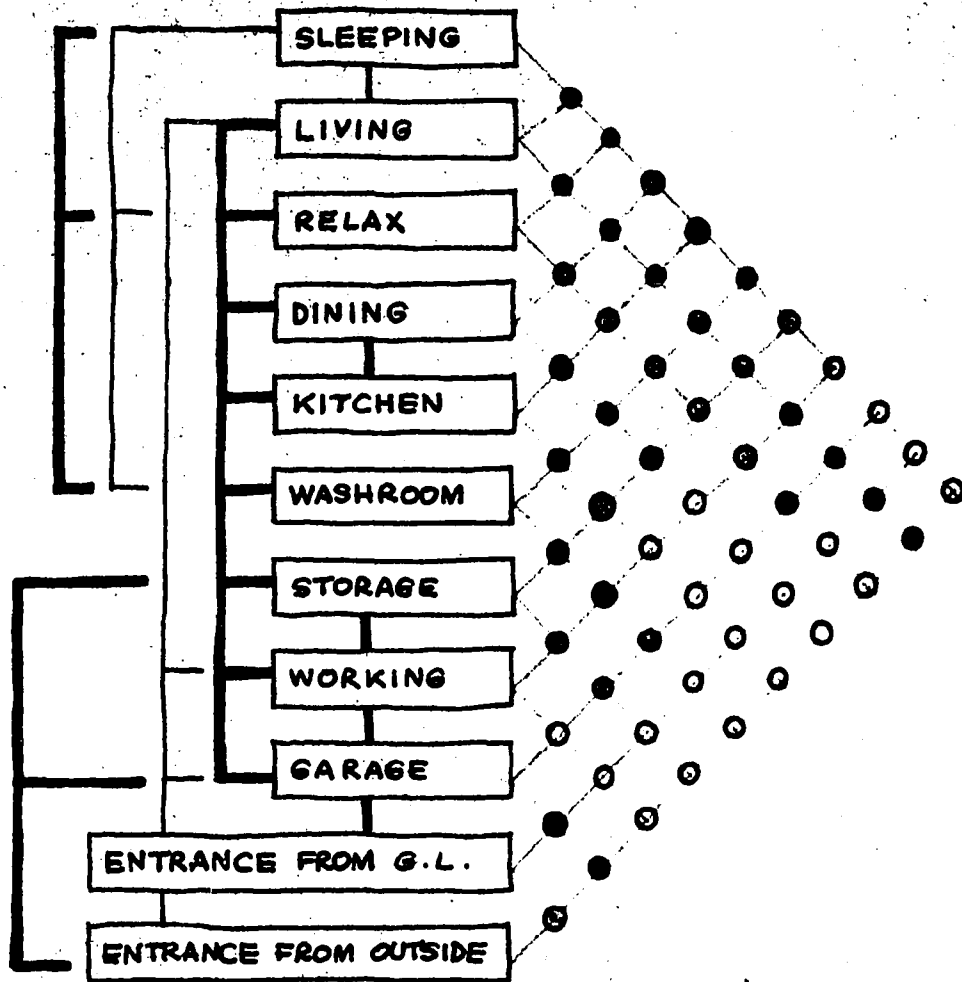 SLEEPING
LIVING
RELAX
DINING
KITCHEN
WASHROOM
STORAGE
WORKING
GARAGE
ENTRANCE FROM G.L.
ENTRANCE FROM OUTSIDE